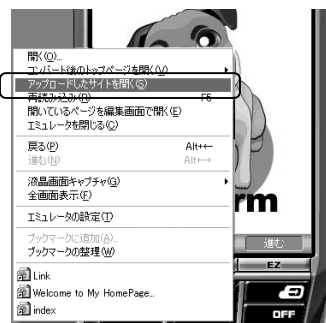 開く(O)...
コンバート後のトップページを開く(V)
アップロードしたサイトを開く(S)
再読み込み(R) F5
開いているページを編集画面で開く(E)
エミュレータを閉じる(C)
戻る(P) Alt+←
進む(N) Alt+→
液晶画面キャプチャ(G)
全画面表示(F)
エミュレータの設定(T)
ブックマークに追加(A)...
ブックマークの整理(W)
Link
Welcome to My HomePage...
index
rm
進む
EZ
OFF